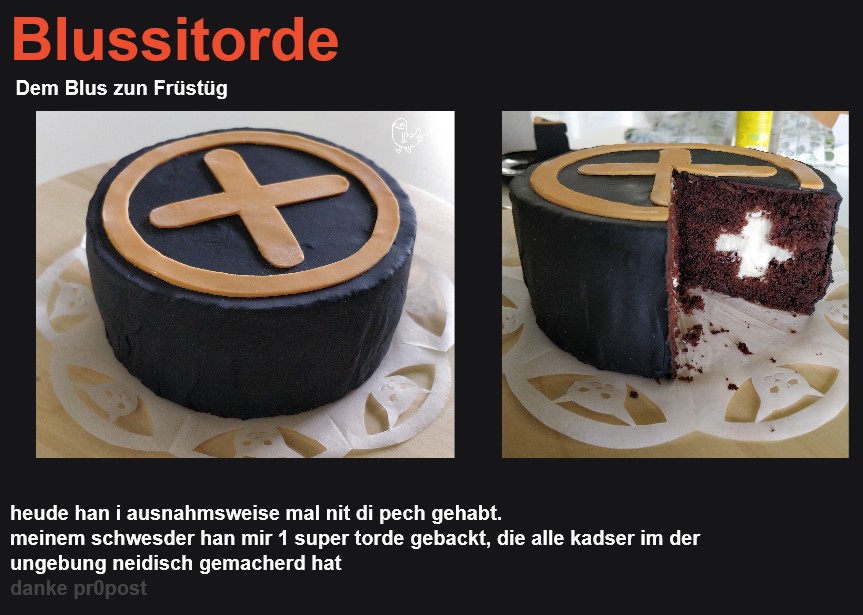 Blussitorde
Dem Blus zun Früstüg
heude han i ausnahmsweise mal nit di pech gehabt.
meinem schwesder han mir 1 super torde gebackt, die alle kadser im der
ungebung neidisch gemacherd hat
danke pr0post